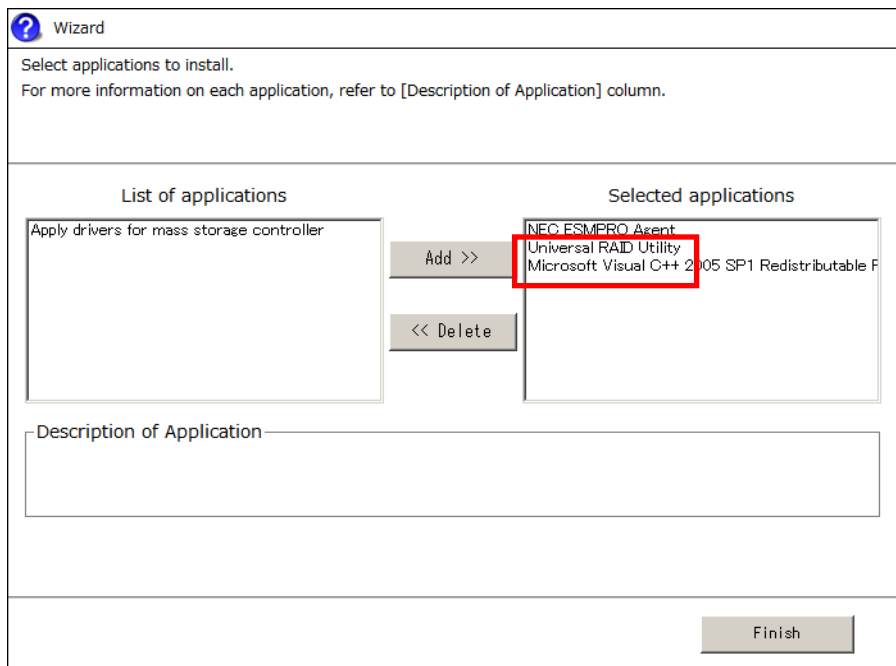 Wizard
Select applications to install.
For more information on each application, refer to [Description of Application] column.
List of applications
Selected applications
Apply drivers for mass storage controller
NEC ESMPRO Agent
Universal RAID Utility
Microsoft Visual C++ 2005 SP1 Redistributable
Add >>
<< Delete
Description of Application
Finish